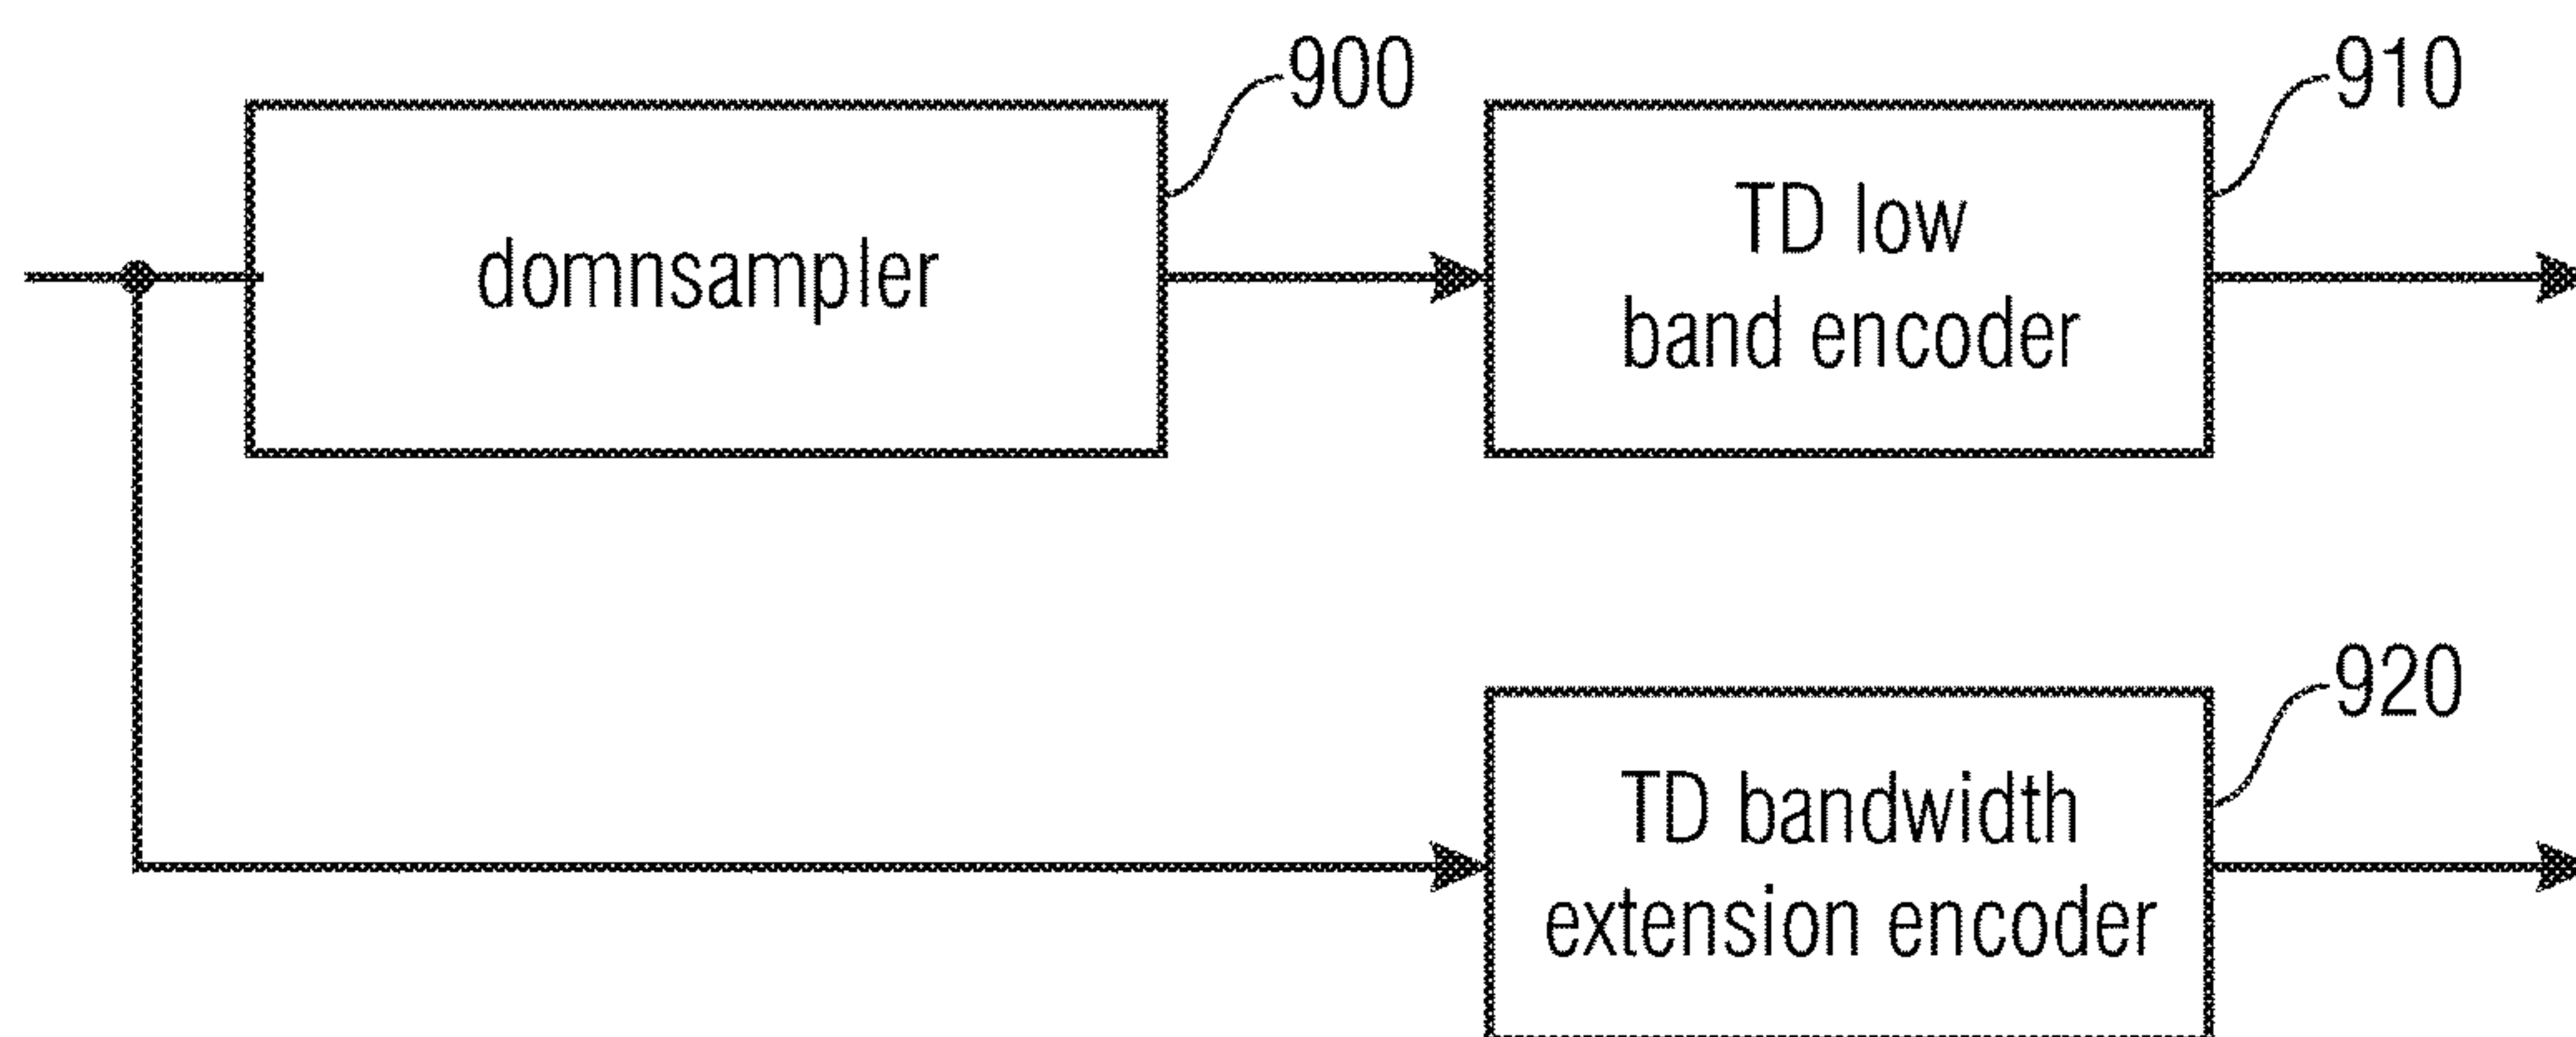 900
910
domnsampler
TD low
band encoder
920
TD bandwidth
extension encoder